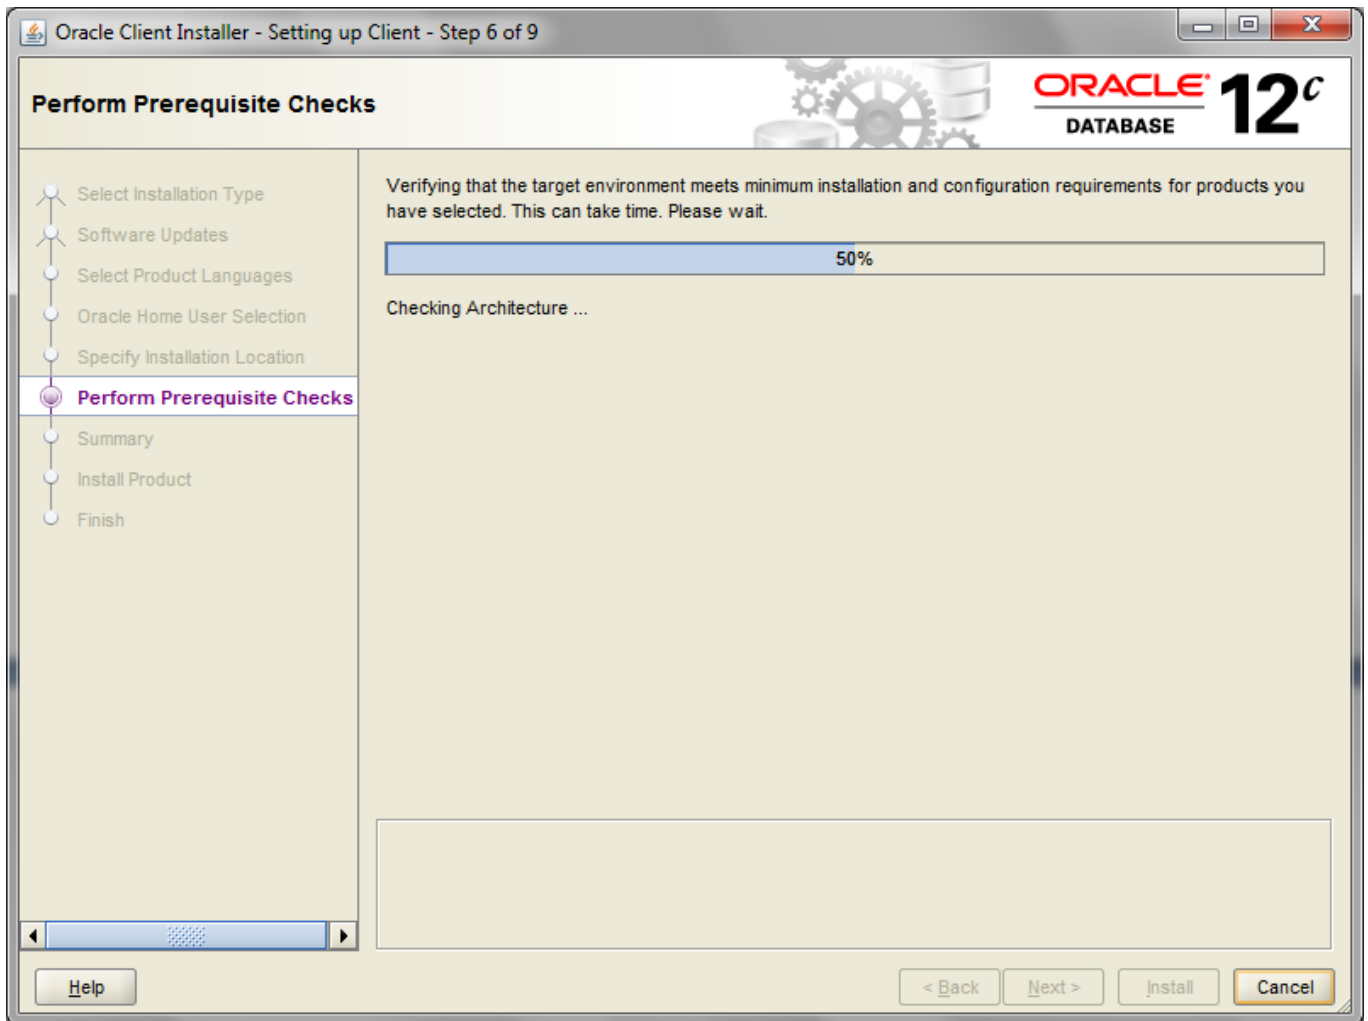 Oracle Client Installer - Setting up Client - Step 6 of 9
Perform Prerequisite Checks
ORACLE
DATABASE
12c
Select Installation Type
Software Updates
Select Product Languages
Oracle Home User Selection
Specify Installation Location
Perform Prerequisite Checks
Summary
Install Product
Finish
Verifying that the target environment meets minimum installation and configuration requirements for products you
have selected. This can take time. Please wait.
50%
Checking Architecture ...
Help
< Back
Next >
Install
Cancel